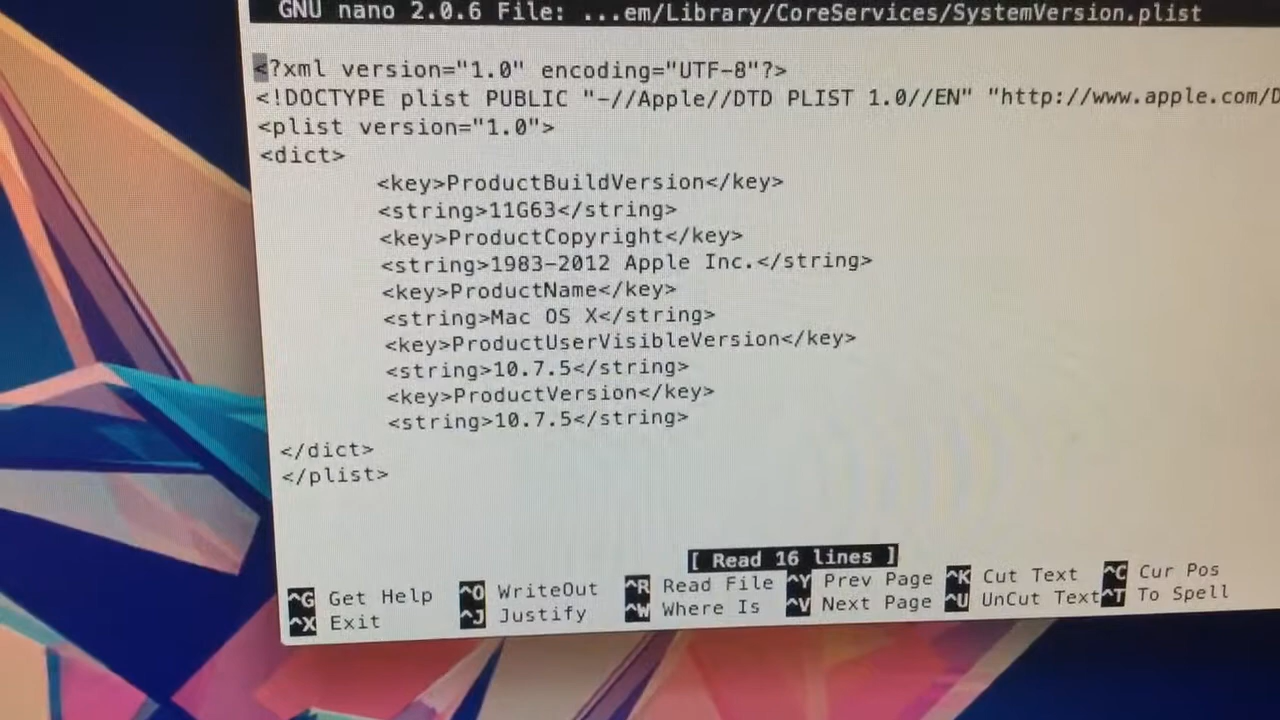 GNU nano 2.0.6 File: ...em/Library/CoreServices/SystemVersion.plist
<?xml version="1.0" encoding="UTF-8"?>
<!DOCTYPE plist PUBLIC "-//Apple//DTD PLIST 1.0//EN" "http://www.apple.com/D
<plist version="1.0">
<dict>
<key>ProductBuildVersion</key>
<string>11G63</string>
<key>ProductCopyright</key>
<string>1983-2012 Apple Inc.</string>
<key>ProductName</key>
<string>Mac OS X</string>
<key>ProductUserVisibleVersion</key>
<string>10.7.5</string>
<key>ProductVersion</key>
<string>10.7.5</string>
</dict>
</plist>
[ Read 16 lines ]
^G Get Help ^O WriteOut ^R Read File ^Y Prev Page ^K Cut Text ^C Cur Pos
^X Exit ^J Justify ^W Where Is ^V Next Page ^U UnCut Text ^T To Spell